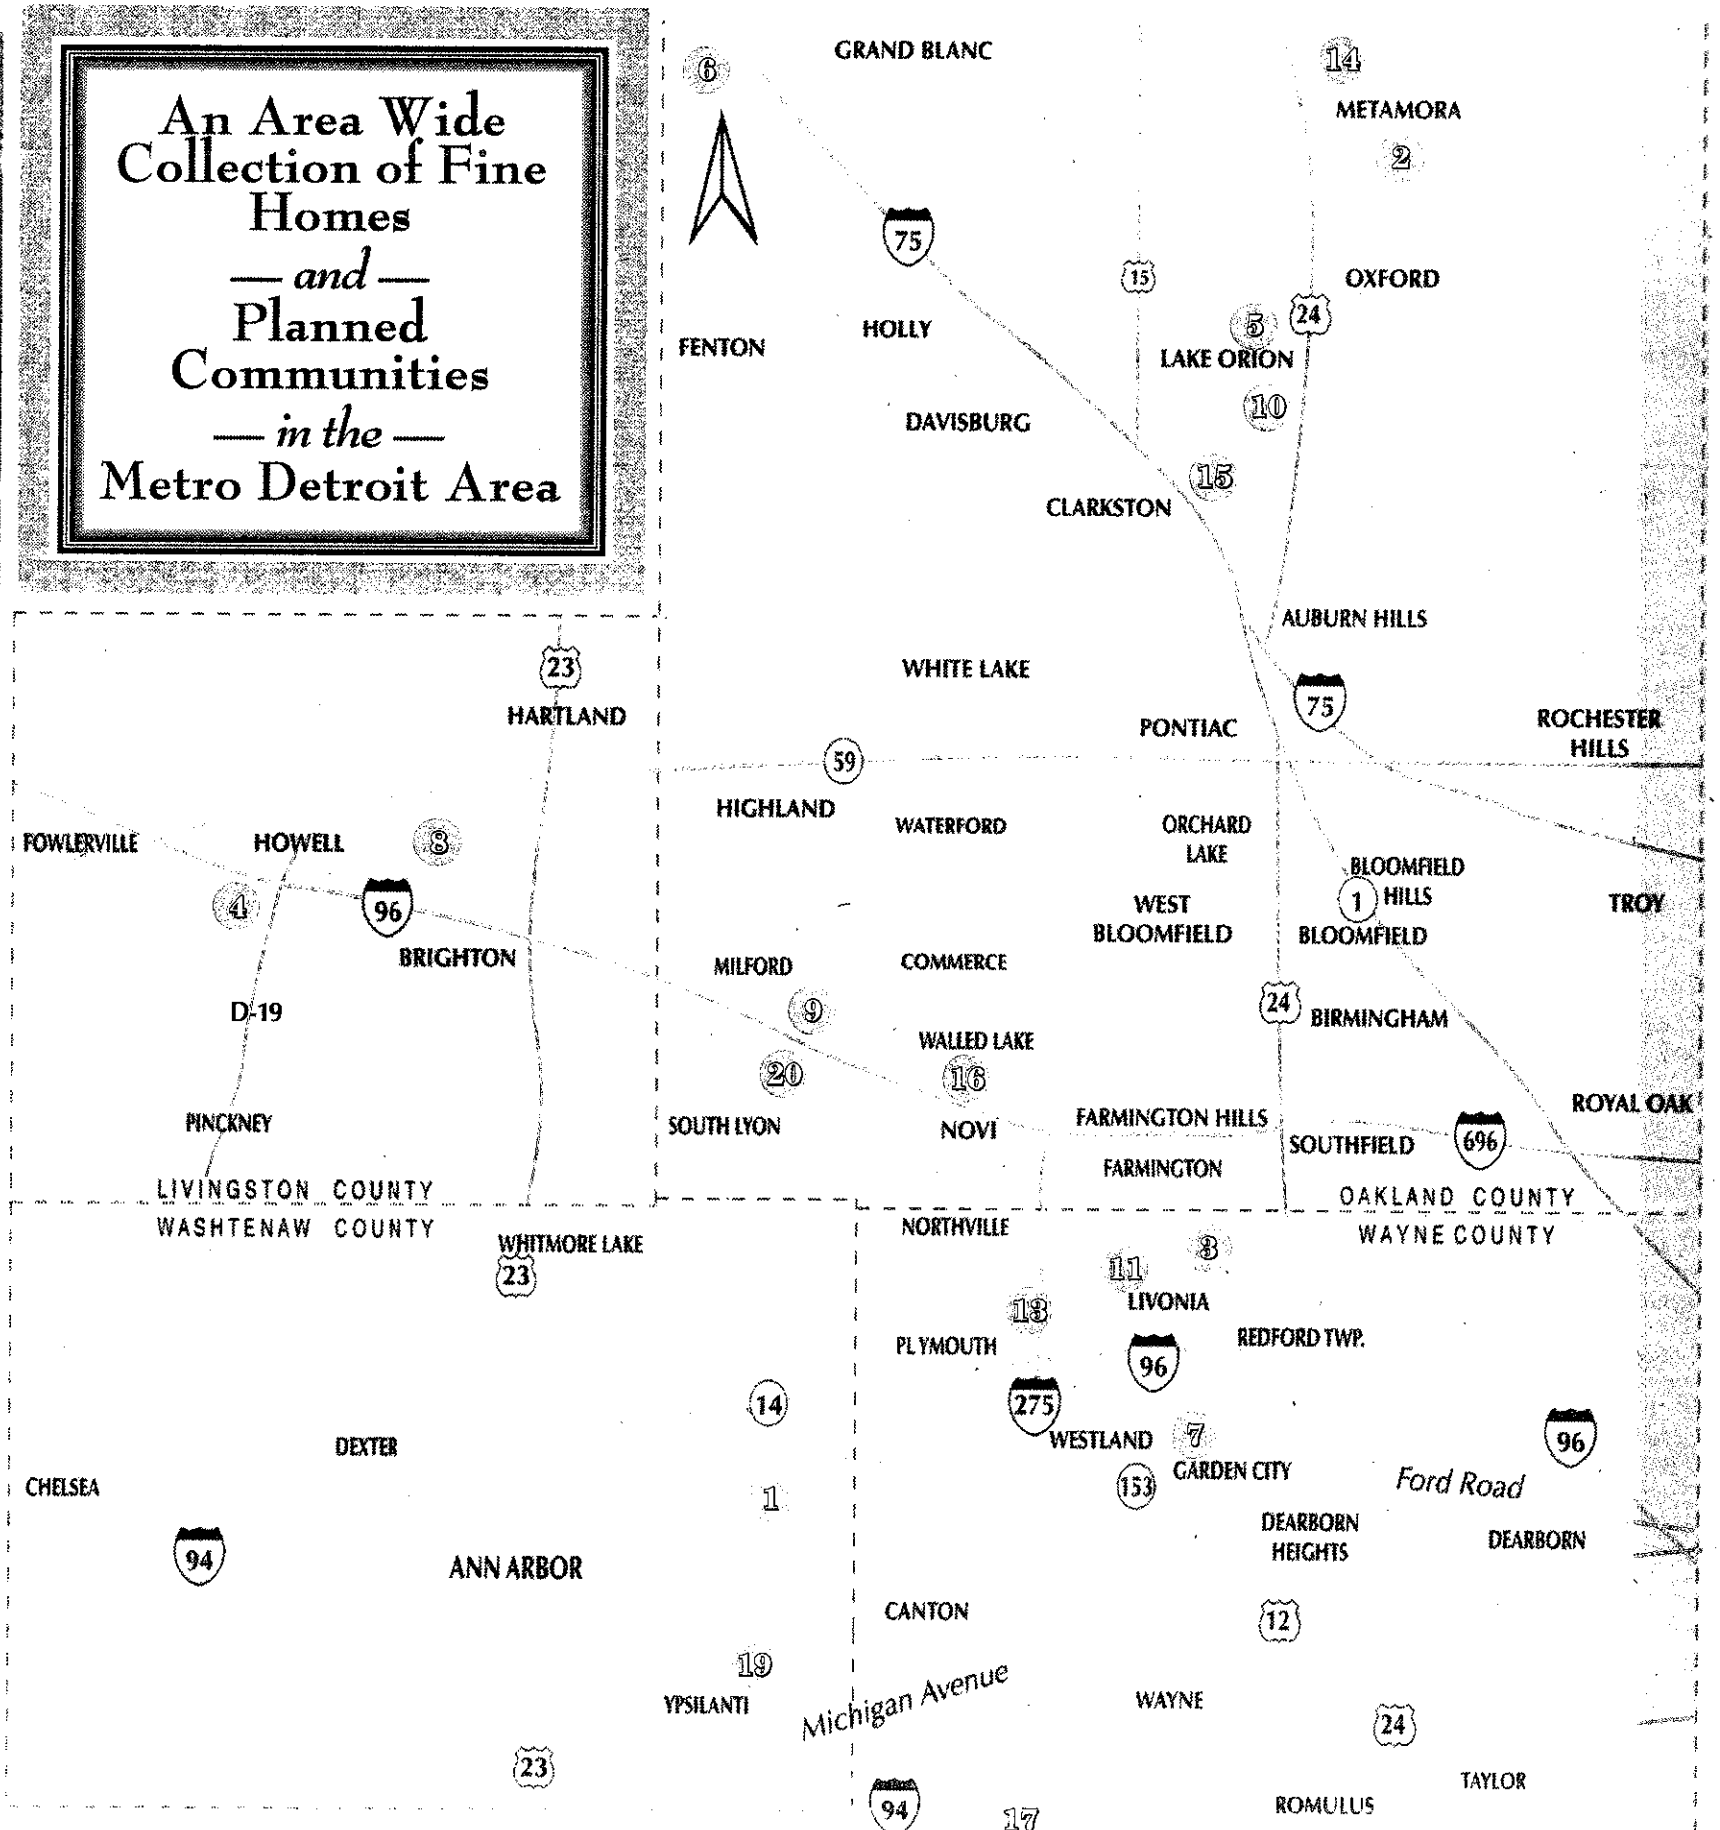 An Area Wide
Collection of Fine
Homes
— and —
Planned
Communities
— in the —
Metro Detroit Area
6
GRAND BLANC
14
METAMORA
2
75
15
OXFORD
5
24
HOLLY
FENTON
LAKE ORION
10
DAVISBURG
15
CLARKSTON
AUBURN HILLS
23
WHITE LAKE
HARTLAND
75
PONTIAC
ROCHESTER
HILLS
59
HIGHLAND
WATERFORD
ORCHARD
LAKE
FOWLERVILLE
HOWELL
8
BLOOMFIELD
HILLS
1
4
96
WEST
BLOOMFIELD
TROY
BLOOMFIELD
BRIGHTON
MILFORD
COMMERCE
D-19
9
24
BIRMINGHAM
WALLED LAKE
20
16
PINCKNEY
SOUTH LYON
NOVI
FARMINGTON HILLS
ROYAL OAK
SOUTHFIELD
696
FARMINGTON
LIVINGSTON COUNTY
OAKLAND COUNTY
WASHTENAW COUNTY
NORTHVILLE
WAYNE COUNTY
WHITMORE LAKE
23
3
11
LIVONIA
13
PLYMOUTH
REDFORD TWP.
96
275
14
WESTLAND
7
96
DEXTER
GARDEN CITY
153
Ford Road
CHELSEA
1
DEARBORN
HEIGHTS
DEARBORN
94
ANN ARBOR
CANTON
12
19
YPSILANTI
Michigan Avenue
WAYNE
24
23
TAYLOR
94
17
ROMULUS